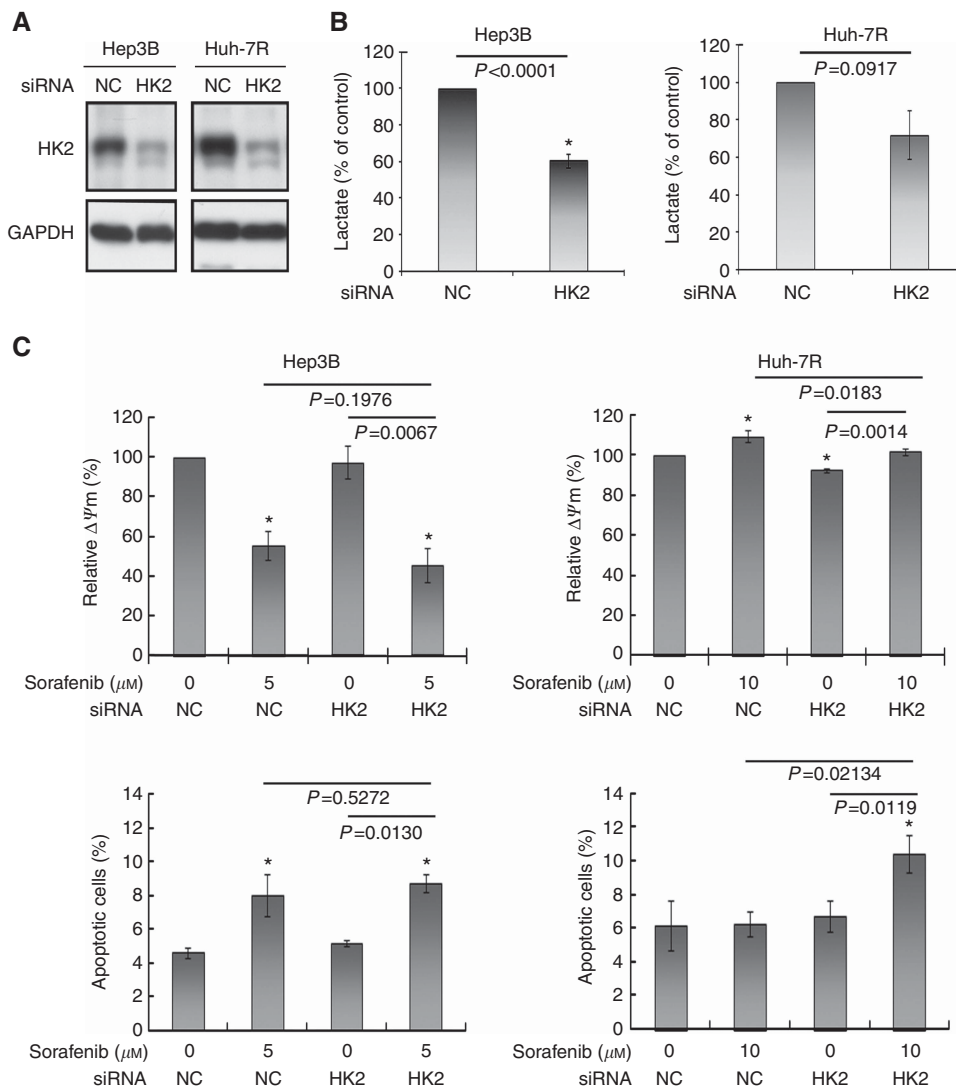 A
Hep3B Huh-7R
siRNA NC HK2 NC HK2
HK2
GAPDH
B
Hep3B
P<0.0001
Lactate (% of control)
120
100
80
60
40
20
0
*
siRNA NC HK2
Huh-7R
P=0.0917
Lactate (% of control)
120
100
80
60
40
20
0
siRNA NC HK2
C
Hep3B
P=0.1976
P=0.0067
Relative ΔΨm (%)
120
100
80
60
40
20
0
* *
Sorafenib (μM) 0 5 0 5
siRNA NC NC HK2 HK2
Huh-7R
P=0.0183
P=0.0014
Relative ΔΨm (%)
120
100
80
60
40
20
0
* *
Sorafenib (μM) 0 10 0 10
siRNA NC NC HK2 HK2
P=0.5272
P=0.0130
Apoptotic cells (%)
14
12
10
8
6
4
2
0
* *
Sorafenib (μM) 0 5 0 5
siRNA NC NC HK2 HK2
P=0.02134
P=0.0119
Apoptotic cells (%)
14
12
10
8
6
4
2
0
*
Sorafenib (μM) 0 10 0 10
siRNA NC NC HK2 HK2